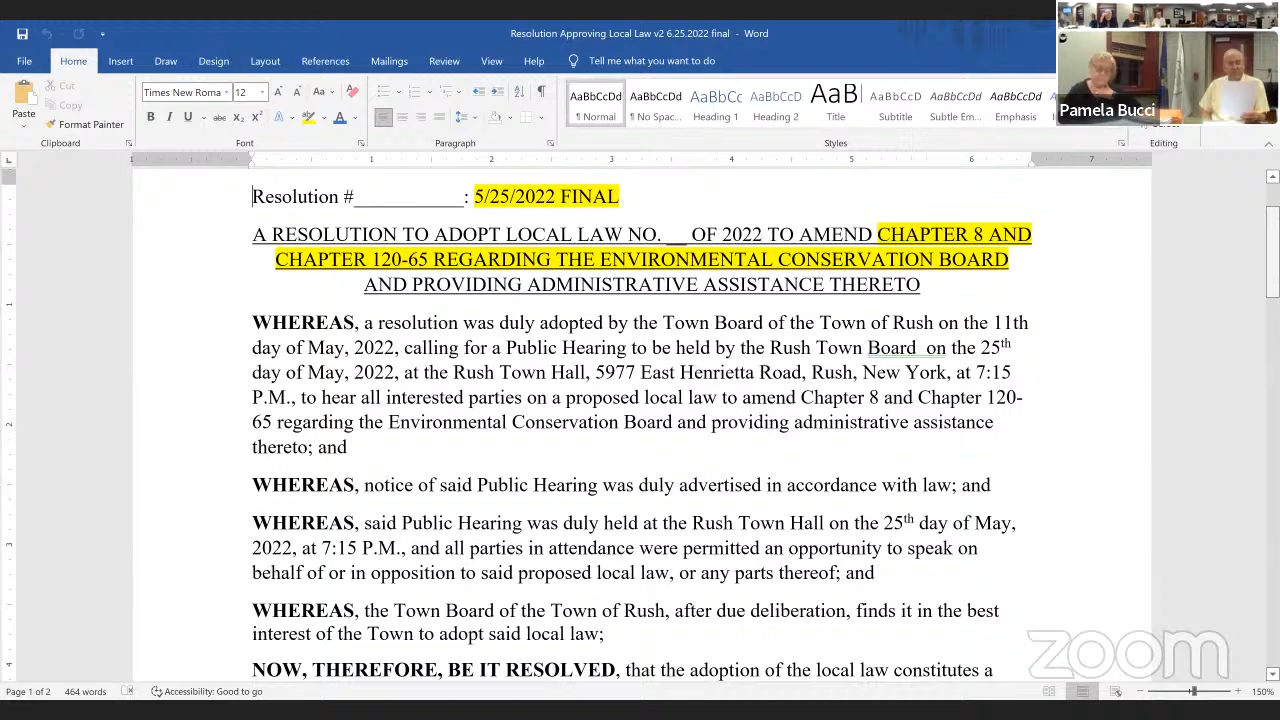 Resolution Approving Local Law v2 6.25.2022 final - Word
File Home Insert Draw Design Layout References Mailings Review View Help Tell me what you want to do
Pamela Bucci
Paste
Cut
Copy
Format Painter
Clipboard
Times New Roma 12
Font
Paragraph
AaBbCcDd AaBbCcDd AaBbCc AaBbCcD AaB AaBbCcD AaBbCcDd AaBbCcDd
¶ Normal ¶ No Spac... Heading 1 Heading 2 Title Subtitle Subtle Em... Emphasis
Styles
Editing
1 1 2 3 4 5 6 7
Resolution #___________: 5/25/2022 FINAL
A RESOLUTION TO ADOPT LOCAL LAW NO. __ OF 2022 TO AMEND CHAPTER 8 AND
CHAPTER 120-65 REGARDING THE ENVIRONMENTAL CONSERVATION BOARD
AND PROVIDING ADMINISTRATIVE ASSISTANCE THERETO
WHEREAS, a resolution was duly adopted by the Town Board of the Town of Rush on the 11th
day of May, 2022, calling for a Public Hearing to be held by the Rush Town Board on the 25th
day of May, 2022, at the Rush Town Hall, 5977 East Henrietta Road, Rush, New York, at 7:15
P.M., to hear all interested parties on a proposed local law to amend Chapter 8 and Chapter 120-
65 regarding the Environmental Conservation Board and providing administrative assistance
thereto; and
WHEREAS, notice of said Public Hearing was duly advertised in accordance with law; and
WHEREAS, said Public Hearing was duly held at the Rush Town Hall on the 25th day of May,
2022, at 7:15 P.M., and all parties in attendance were permitted an opportunity to speak on
behalf of or in opposition to said proposed local law, or any parts thereof; and
WHEREAS, the Town Board of the Town of Rush, after due deliberation, finds it in the best
interest of the Town to adopt said local law;
NOW, THEREFORE, BE IT RESOLVED, that the adoption of the local law constitutes a
zoom
Page 1 of 2 464 words Accessibility: Good to go 150%